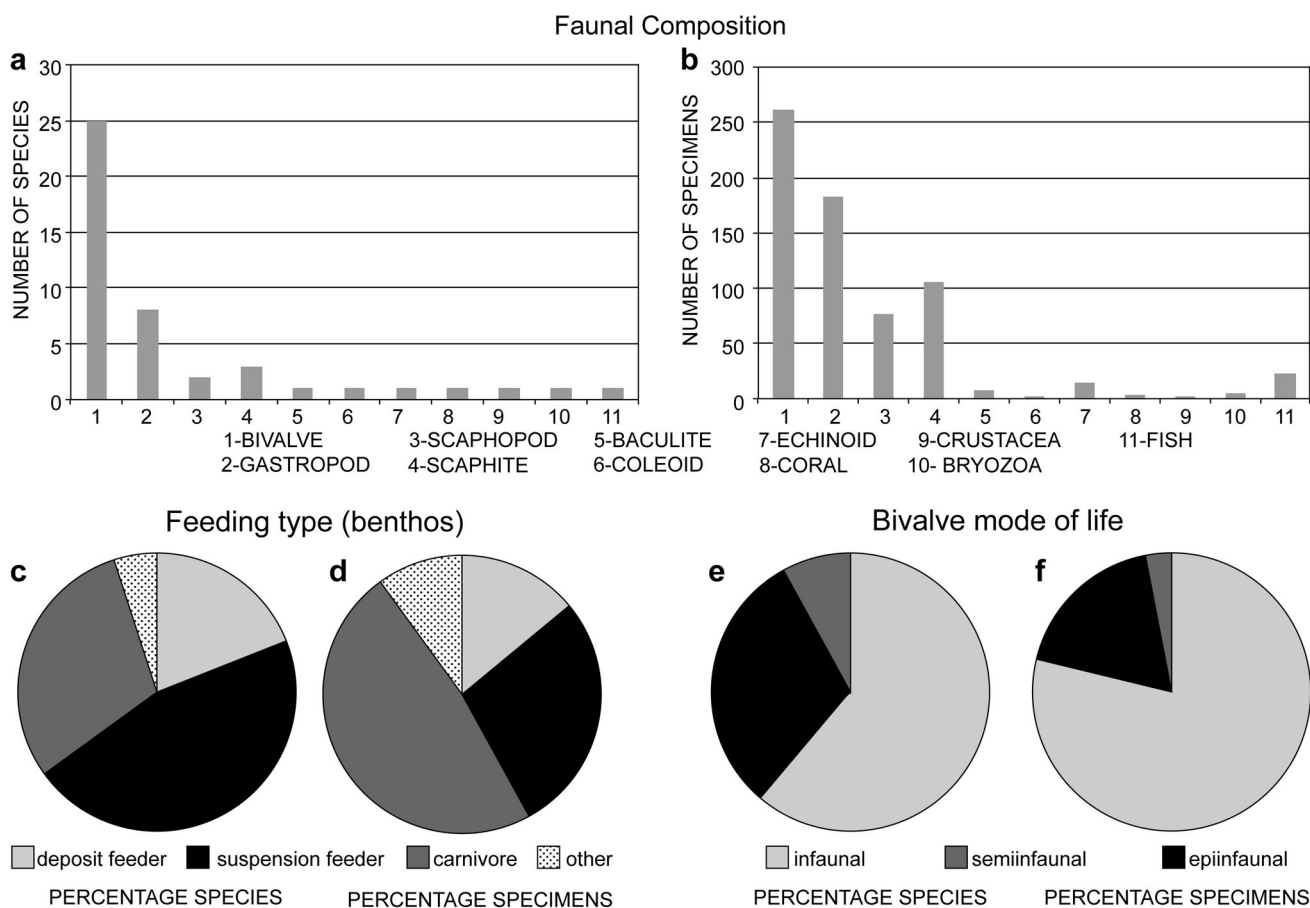 Faunal Composition
a
b
NUMBER OF SPECIES
30
25
20
15
10
5
0
1 2 3 4 5 6 7 8 9 10 11
NUMBER OF SPECIMENS
300
250
200
150
100
50
0
1 2 3 4 5 6 7 8 9 10 11
1-BIVALVE 3-SCAPHOPOD 5-BACULITE 7-ECHINOID 9-CRUSTACEA 11-FISH
2-GASTROPOD 4-SCAPHITE 6-COLEOID 8-CORAL 10- BRYOZOA
Feeding type (benthos)
Bivalve mode of life
c
d
e
f
deposit feeder suspension feeder carnivore other
infaunal semiinfaunal epiinfaunal
PERCENTAGE SPECIES PERCENTAGE SPECIMENS
PERCENTAGE SPECIES PERCENTAGE SPECIMENS